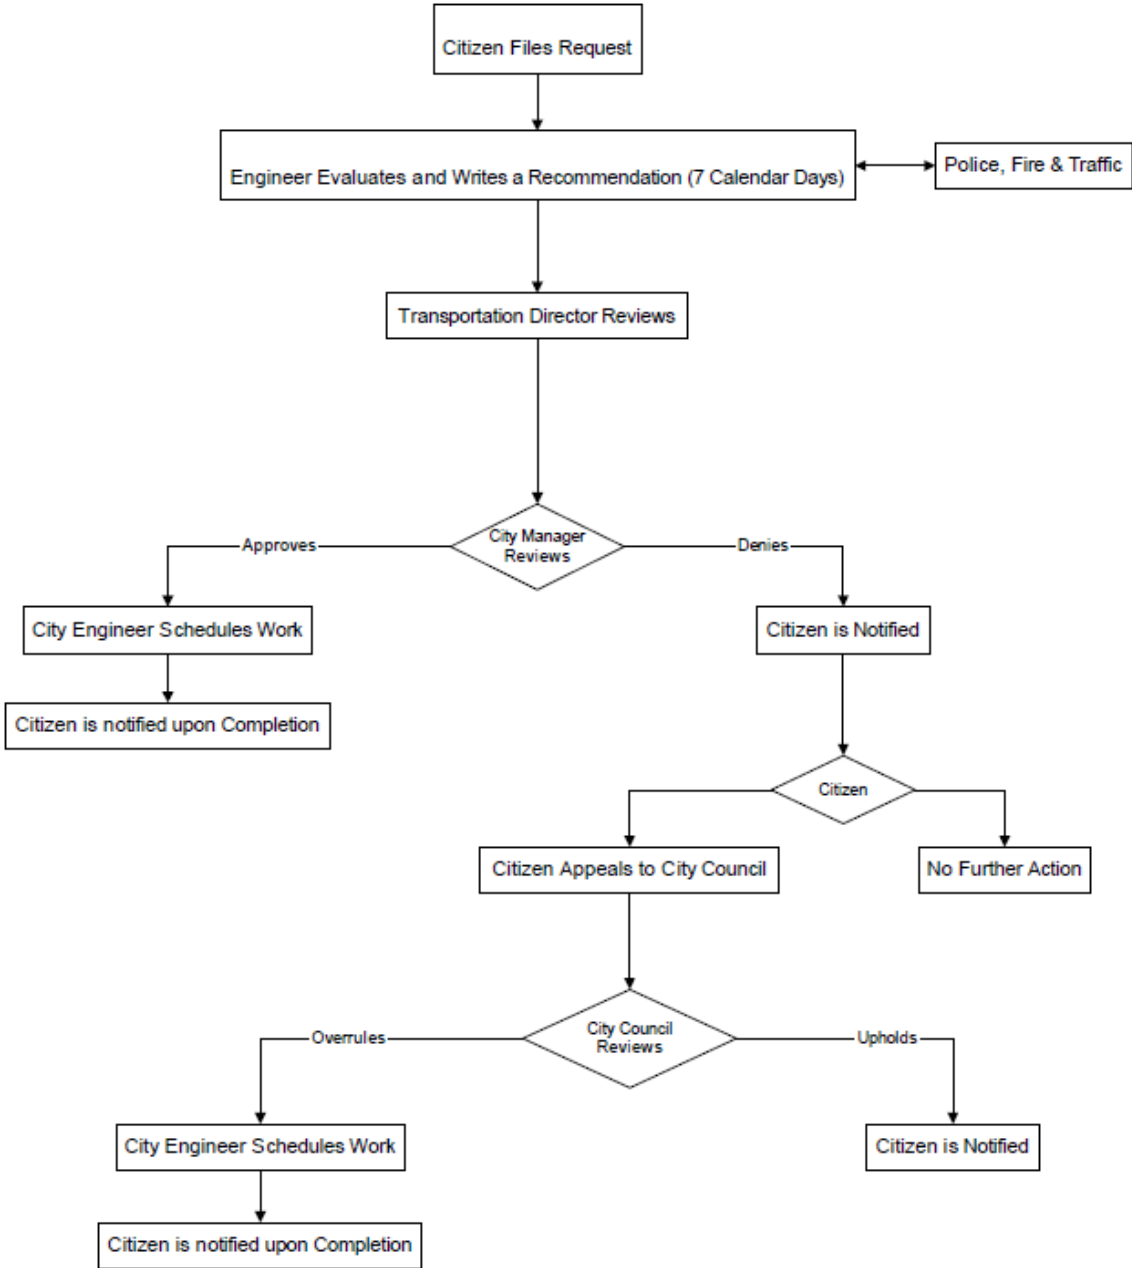 Citizen Files Request
Engineer Evaluates and Writes a Recommendation (7 Calendar Days)
Police, Fire & Traffic
Transportation Director Reviews
City Manager
Reviews
Approves
Denies
City Engineer Schedules Work
Citizen is Notified
Citizen is notified upon Completion
Citizen
Citizen Appeals to City Council
No Further Action
City Council
Reviews
Overrules
Upholds
City Engineer Schedules Work
Citizen is Notified
Citizen is notified upon Completion